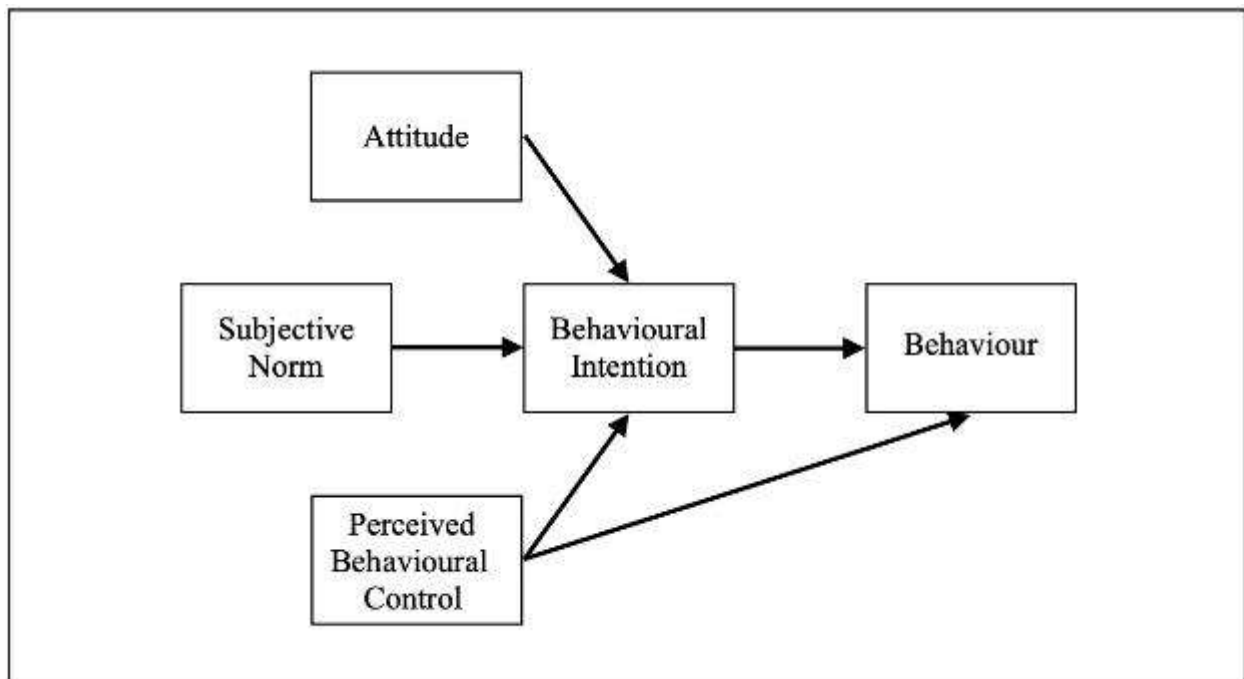 Attitude
Subjective
Norm
Behavioural
Intention
Behaviour
Perceived
Behavioural
Control